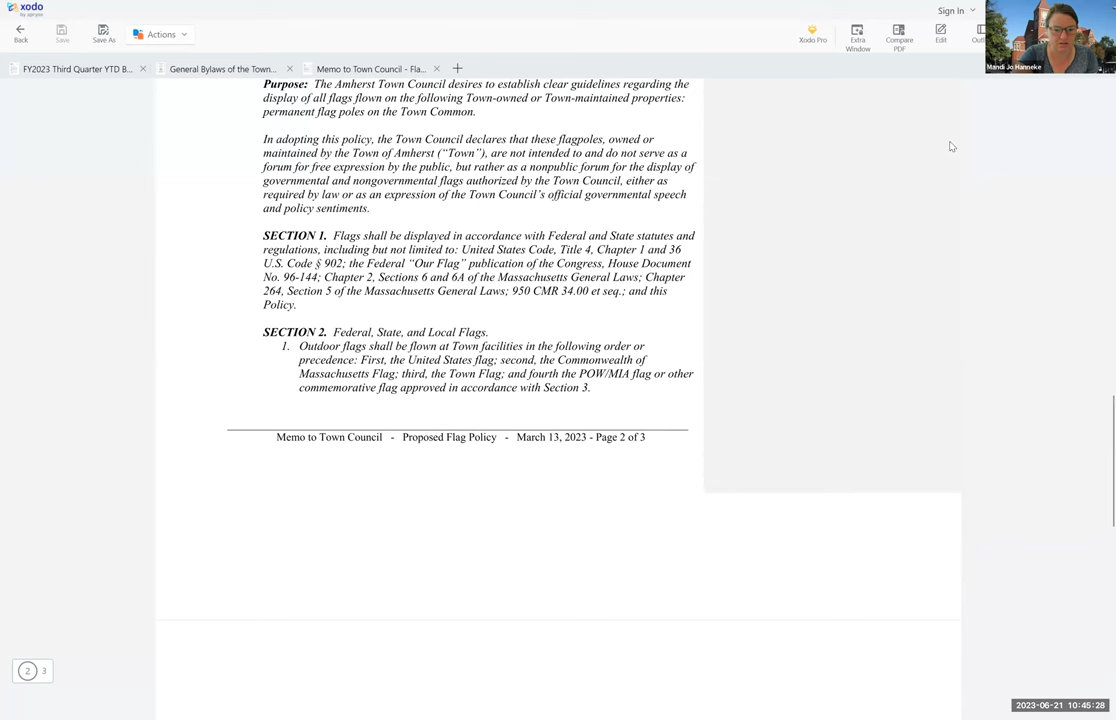 xodo
by apryse
Sign In
Back
Save
Save As
Actions
Xodo Pro
Extra
Window
Compare
PDF
Edit
Mandi Jo Hanneke
FY2023 Third Quarter YTD B...
General Bylaws of the Town...
Memo to Town Council - Fla...
Purpose: The Amherst Town Council desires to establish clear guidelines regarding the
display of all flags flown on the following Town-owned or Town-maintained properties:
permanent flag poles on the Town Common.
In adopting this policy, the Town Council declares that these flagpoles, owned or
maintained by the Town of Amherst (“Town”), are not intended to and do not serve as a
forum for free expression by the public, but rather as a nonpublic forum for the display of
governmental and nongovernmental flags authorized by the Town Council, either as
required by law or as an expression of the Town Council’s official governmental speech
and policy sentiments.
SECTION 1. Flags shall be displayed in accordance with Federal and State statutes and
regulations, including but not limited to: United States Code, Title 4, Chapter 1 and 36
U.S. Code § 902; the Federal “Our Flag” publication of the Congress, House Document
No. 96-144; Chapter 2, Sections 6 and 6A of the Massachusetts General Laws; Chapter
264, Section 5 of the Massachusetts General Laws; 950 CMR 34.00 et seq.; and this
Policy.
SECTION 2. Federal, State, and Local Flags.
1. Outdoor flags shall be flown at Town facilities in the following order or
precedence: First, the United States flag; second, the Commonwealth of
Massachusetts Flag; third, the Town Flag; and fourth the POW/MIA flag or other
commemorative flag approved in accordance with Section 3.
Memo to Town Council - Proposed Flag Policy - March 13, 2023 - Page 2 of 3
2 3
2023-06-21 10:45:28